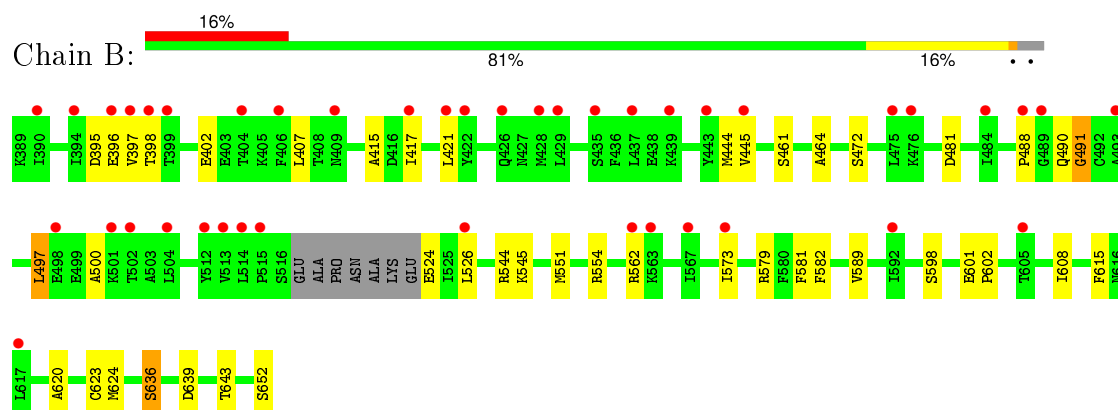 16%
Chain B:
81% 16% • •
K389 I390 I394 D395 E396 V397 T398 T399 E402 E403 T404 K405 F406 L407 T408 N409 A415 D416 I417 L421 Y422 Q426 N427 M428 L429 S435 F436 L437 E438 K439 Y443 M444 V445 S461 A464 S472 L475 K476 D481 I484 P488 G489 Q490 G491 C492 A493
L497 E498 E499 A500 K501 T502 A503 L504 Y512 V513 L514 P515 S516 GLU ALA PRO ASN ALA LYS GLU E524 I525 L526 R544 K545 M551 R554 R562 K563 I567 I573 R579 F580 F581 F582 V589 I592 S598 E601 P602 T605 I608 F615 M616
L617 A620 C623 M624 S636 D639 T643 S652